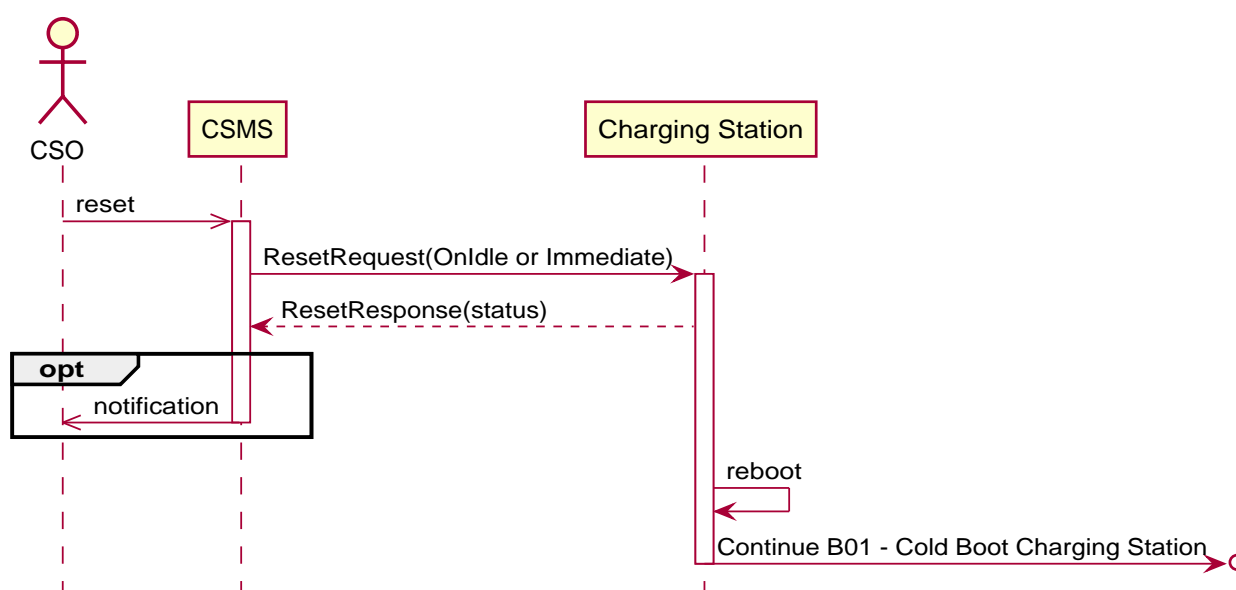 CSO
CSMS
Charging Station
reset
ResetRequest(OnIdle or Immediate)
ResetResponse(status)
opt
notification
reboot
Continue B01 - Cold Boot Charging Station